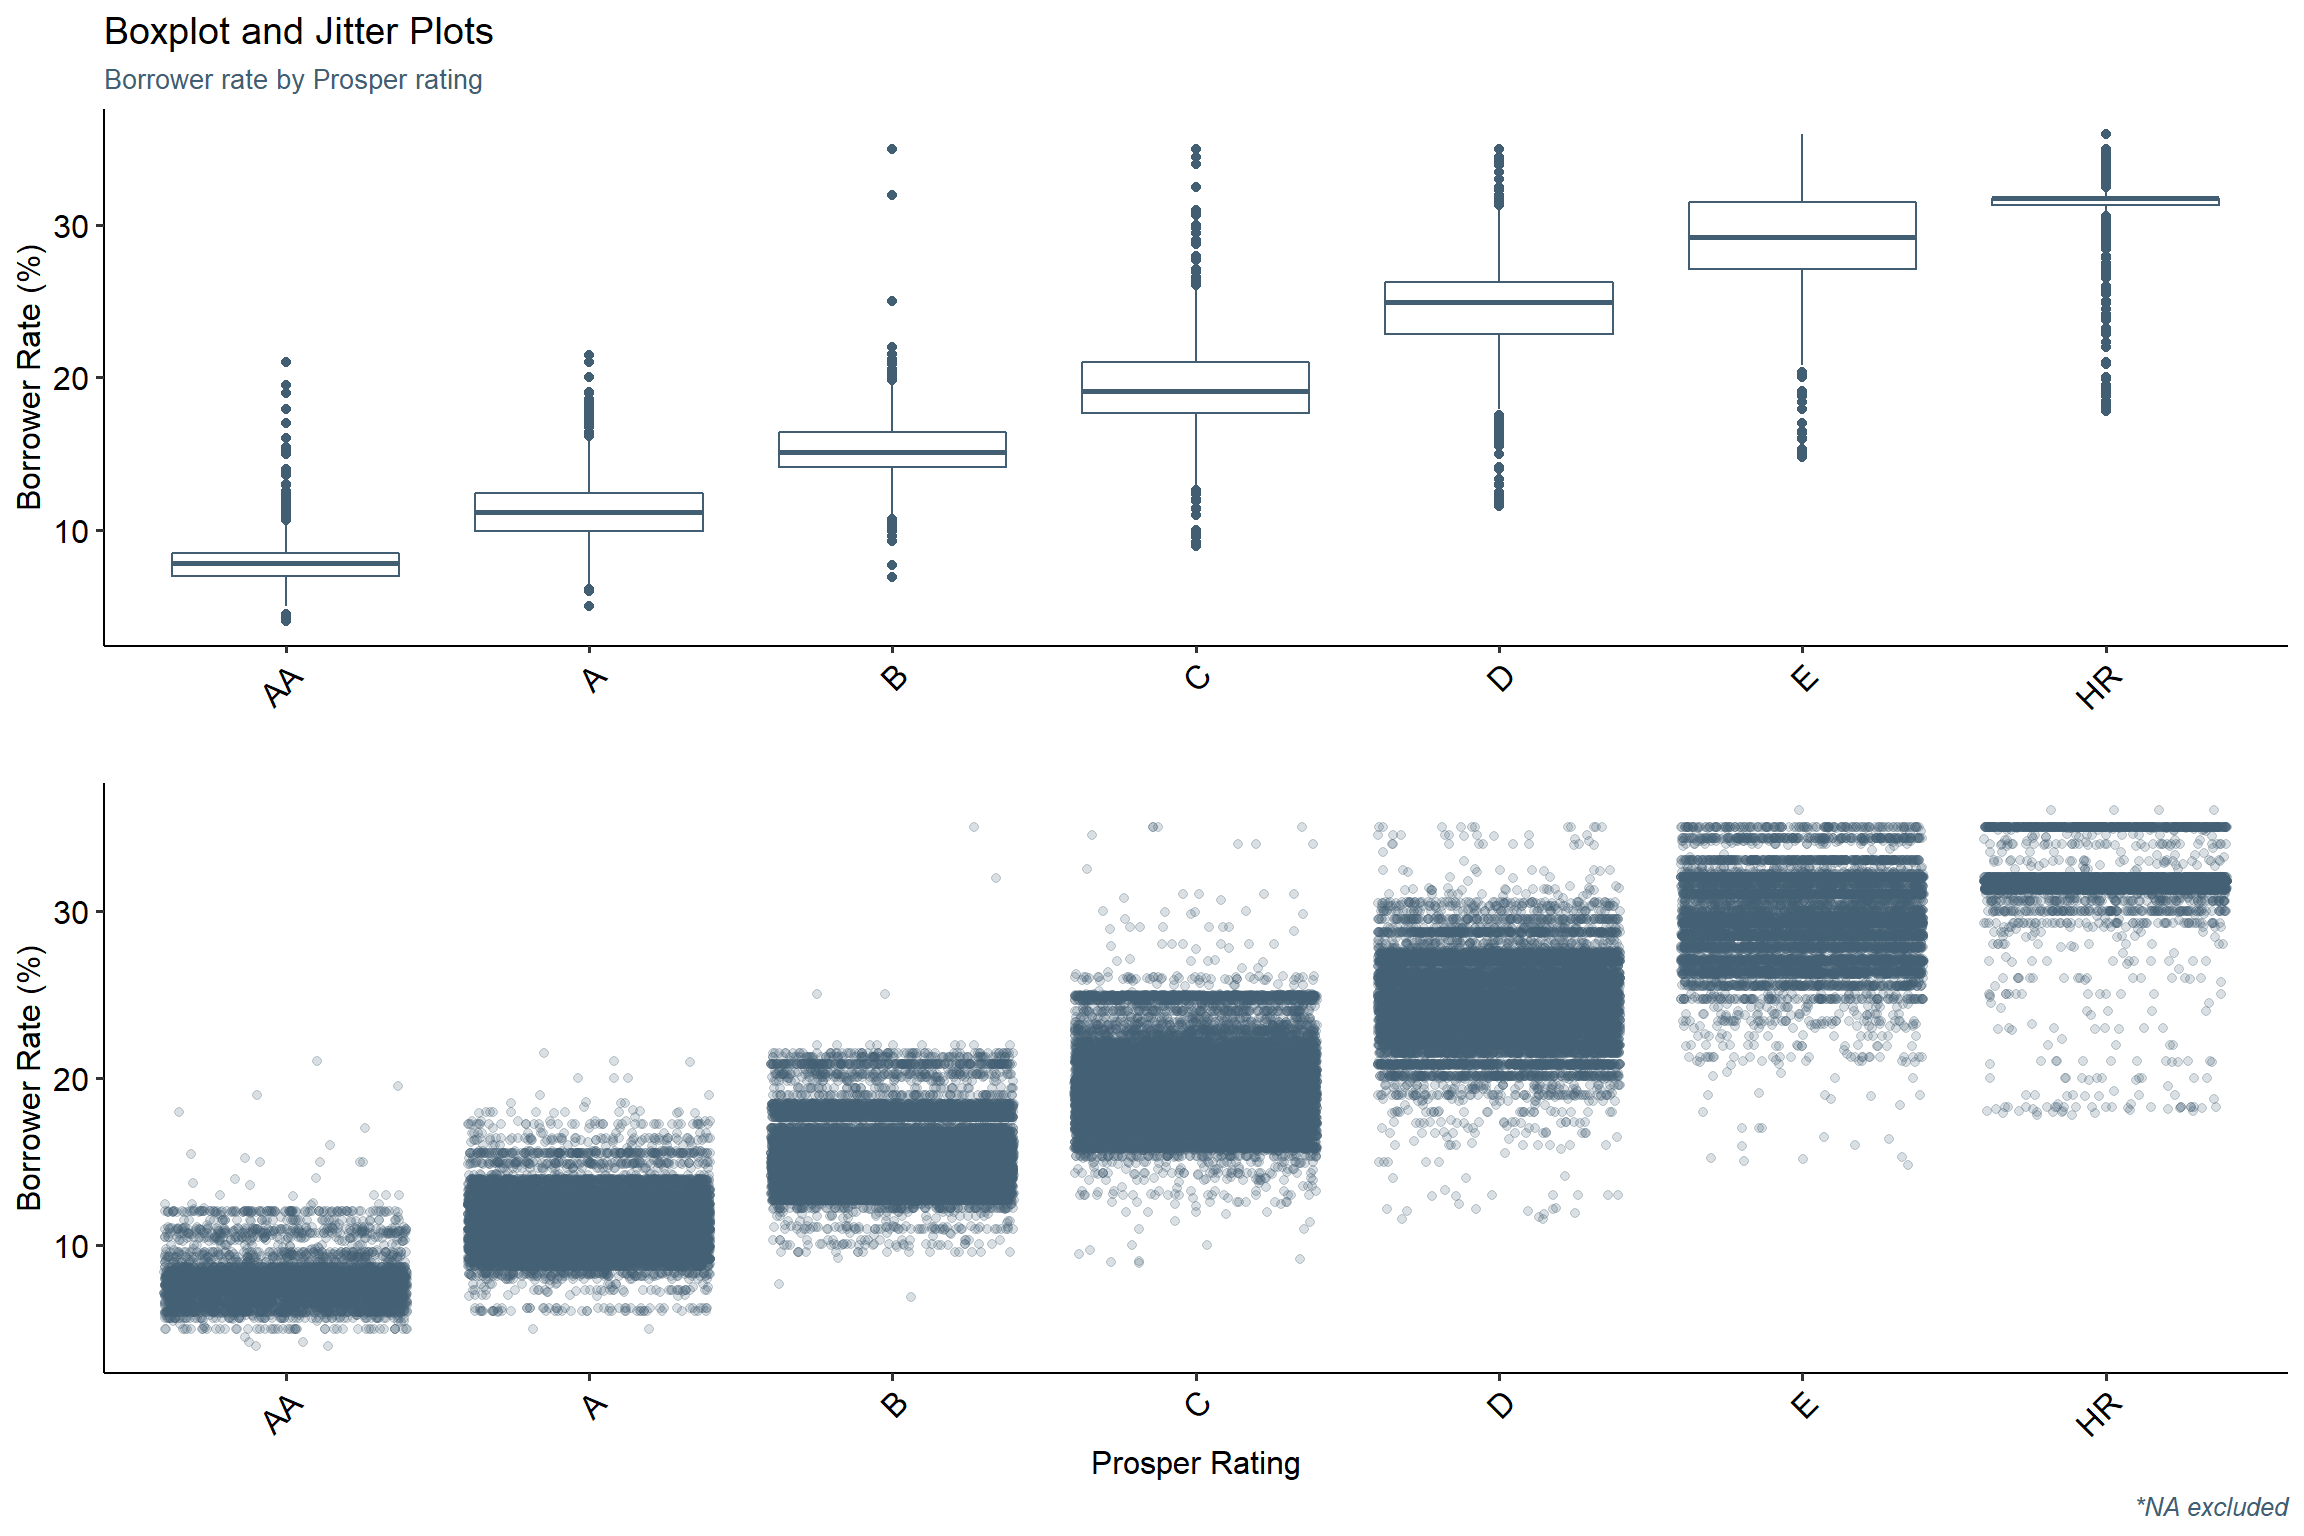 Boxplot and Jitter Plots
Borrower rate by Prosper rating
Borrower Rate (%)
30
20
10
AA A B C D E HR
Borrower Rate (%)
30
20
10
AA A B C D E HR
Prosper Rating
*NA excluded